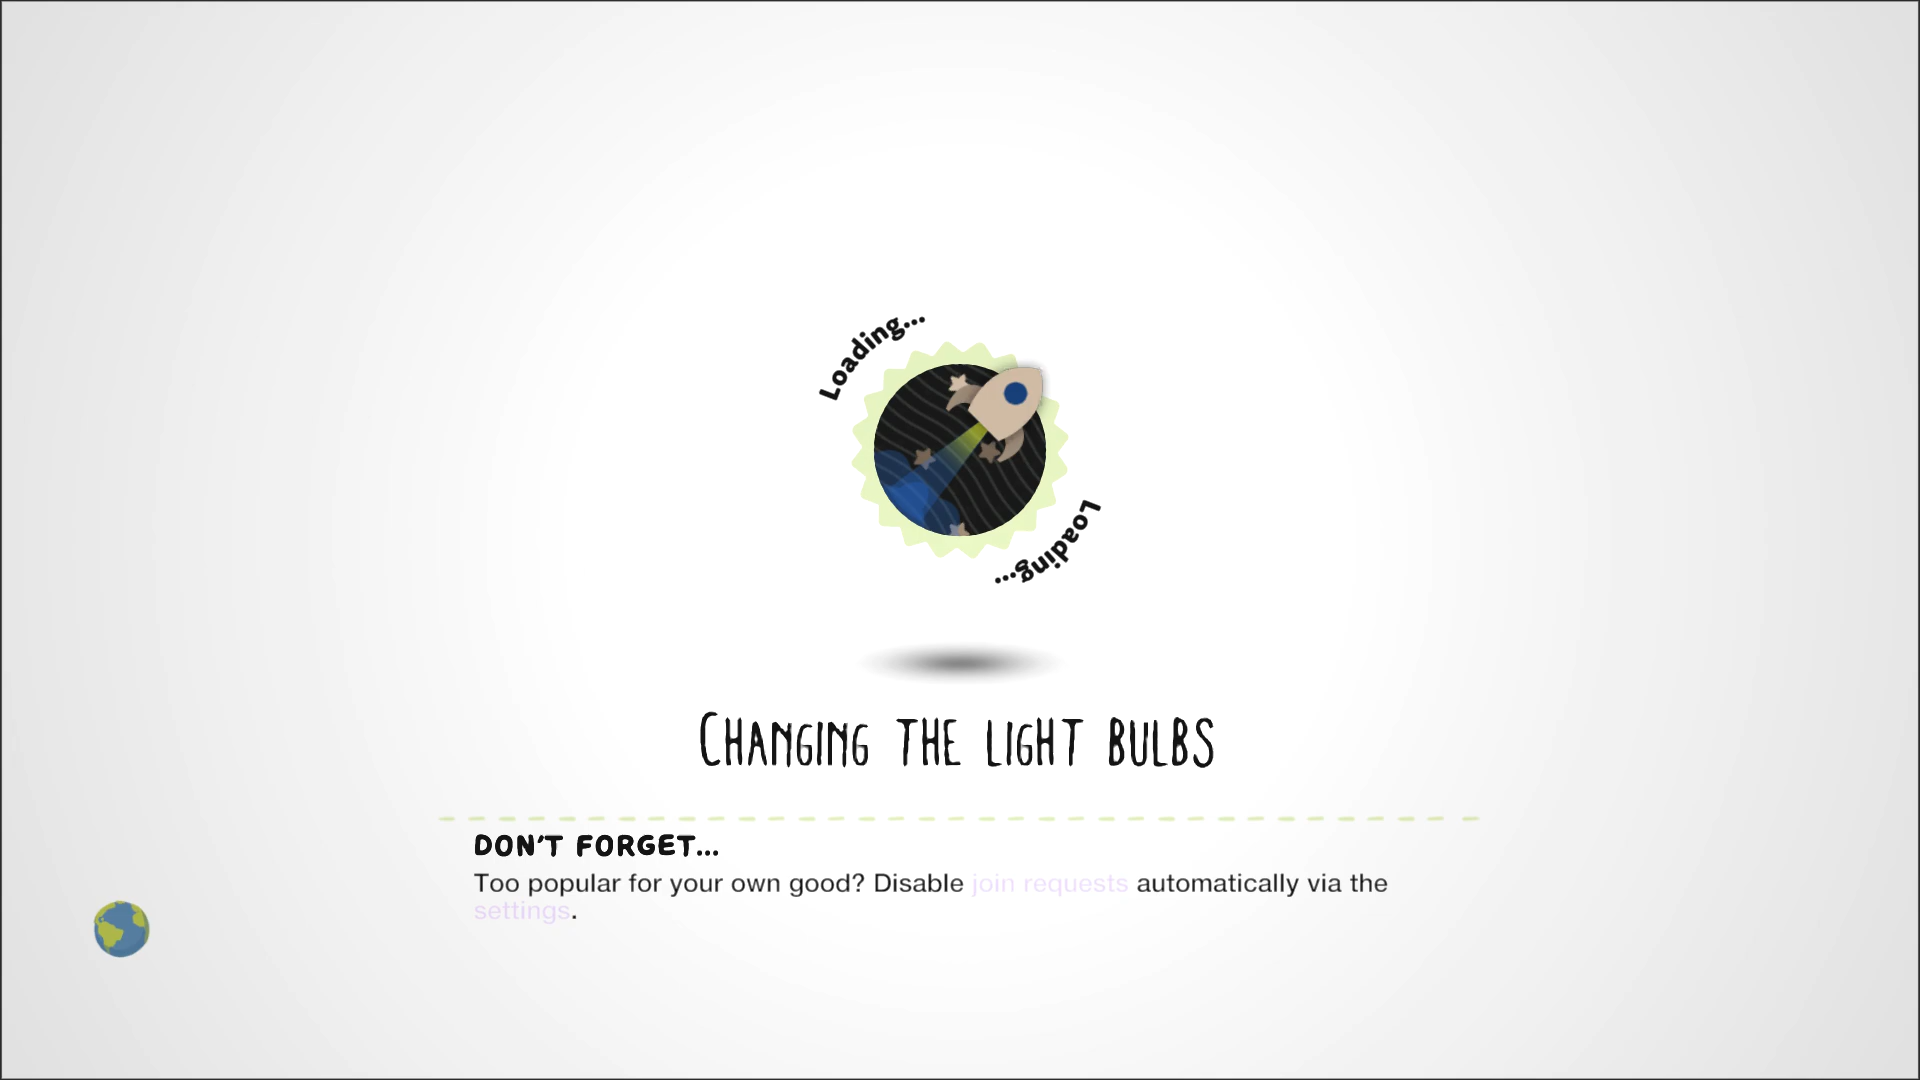 Loading...
Loading...
Changing the light bulbs
DON'T FORGET...
Too popular for your own good? Disable join requests automatically via the
settings.